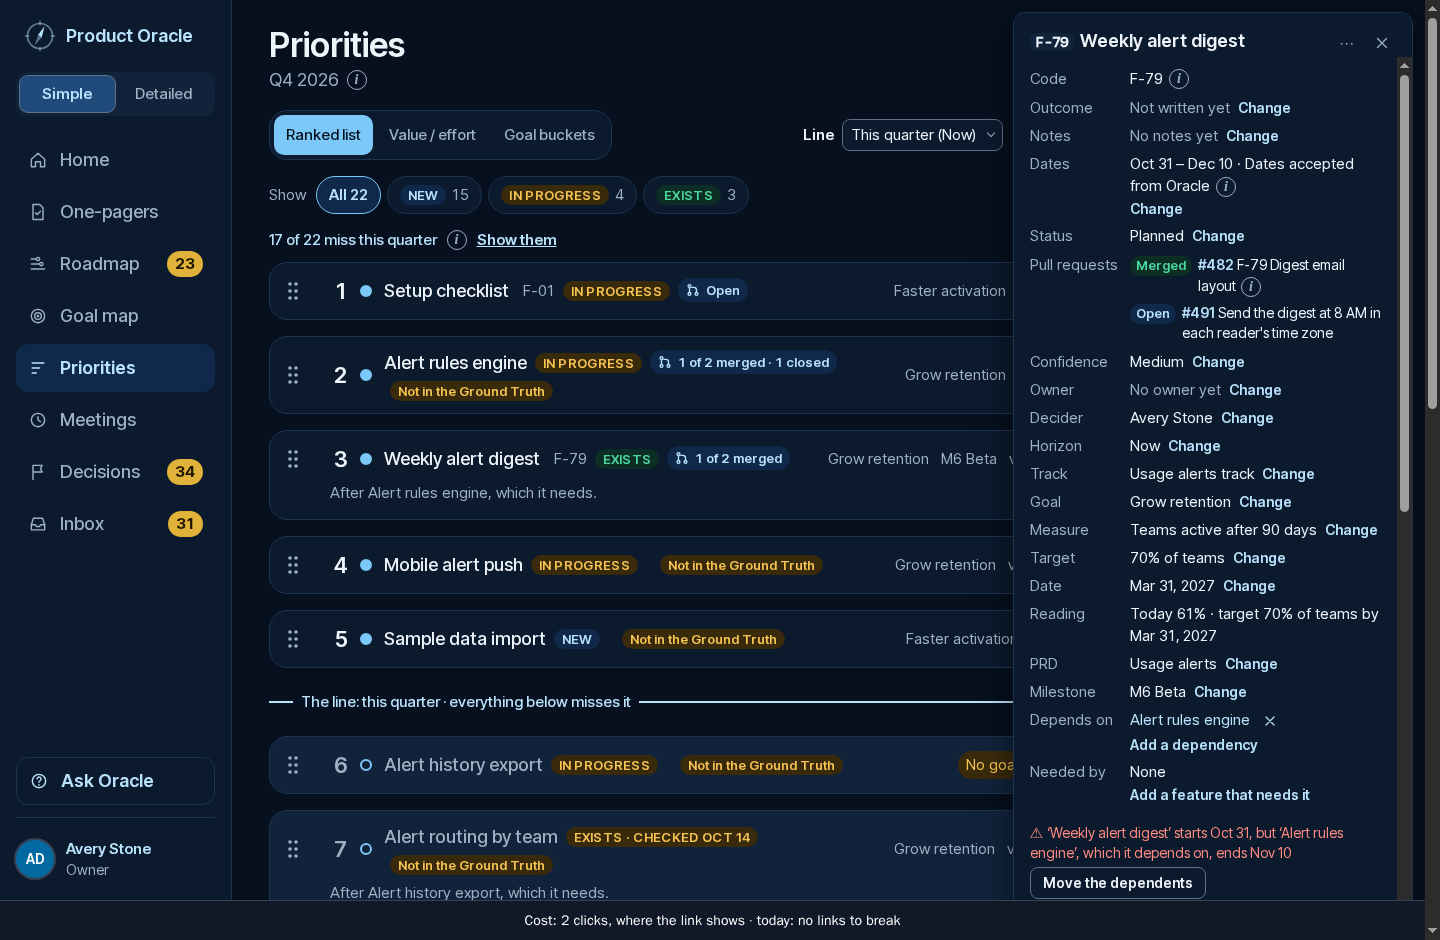 Product Oracle
Simple
Detailed
Home
One-pagers
Roadmap 23
Goal map
Priorities
Meetings
Decisions 34
Inbox 31
Ask Oracle
AD
Avery Stone
Owner
Priorities
Q4 2026 i
Ranked list
Value / effort
Goal buckets
Line
This quarter (Now)
Show
All 22
NEW 15
IN PROGRESS 4
EXISTS 3
17 of 22 miss this quarter i Show them
1 Setup checklist F-01 IN PROGRESS Open Faster activation
2 Alert rules engine IN PROGRESS 1 of 2 merged · 1 closed Grow retention
Not in the Ground Truth
3 Weekly alert digest F-79 EXISTS 1 of 2 merged Grow retention M6 Beta
After Alert rules engine, which it needs.
4 Mobile alert push IN PROGRESS Not in the Ground Truth Grow retention
5 Sample data import NEW Not in the Ground Truth Faster activation
The line: this quarter · everything below misses it
6 Alert history export IN PROGRESS Not in the Ground Truth No goa
7 Alert routing by team EXISTS · CHECKED OCT 14 Grow retention
Not in the Ground Truth
After Alert history export, which it needs.
F-79 Weekly alert digest ...
Code F-79 i
Outcome Not written yet Change
Notes No notes yet Change
Dates Oct 31 – Dec 10 · Dates accepted
from Oracle i
Change
Status Planned Change
Pull requests Merged #482 F-79 Digest email
layout i
Open #491 Send the digest at 8 AM in
each reader's time zone
Confidence Medium Change
Owner No owner yet Change
Decider Avery Stone Change
Horizon Now Change
Track Usage alerts track Change
Goal Grow retention Change
Measure Teams active after 90 days Change
Target 70% of teams Change
Date Mar 31, 2027 Change
Reading Today 61% · target 70% of teams by
Mar 31, 2027
PRD Usage alerts Change
Milestone M6 Beta Change
Depends on Alert rules engine
Add a dependency
Needed by None
Add a feature that needs it
⚠ ‘Weekly alert digest’ starts Oct 31, but ‘Alert rules
engine’, which it depends on, ends Nov 10
Move the dependents
Cost: 2 clicks, where the link shows · today: no links to break